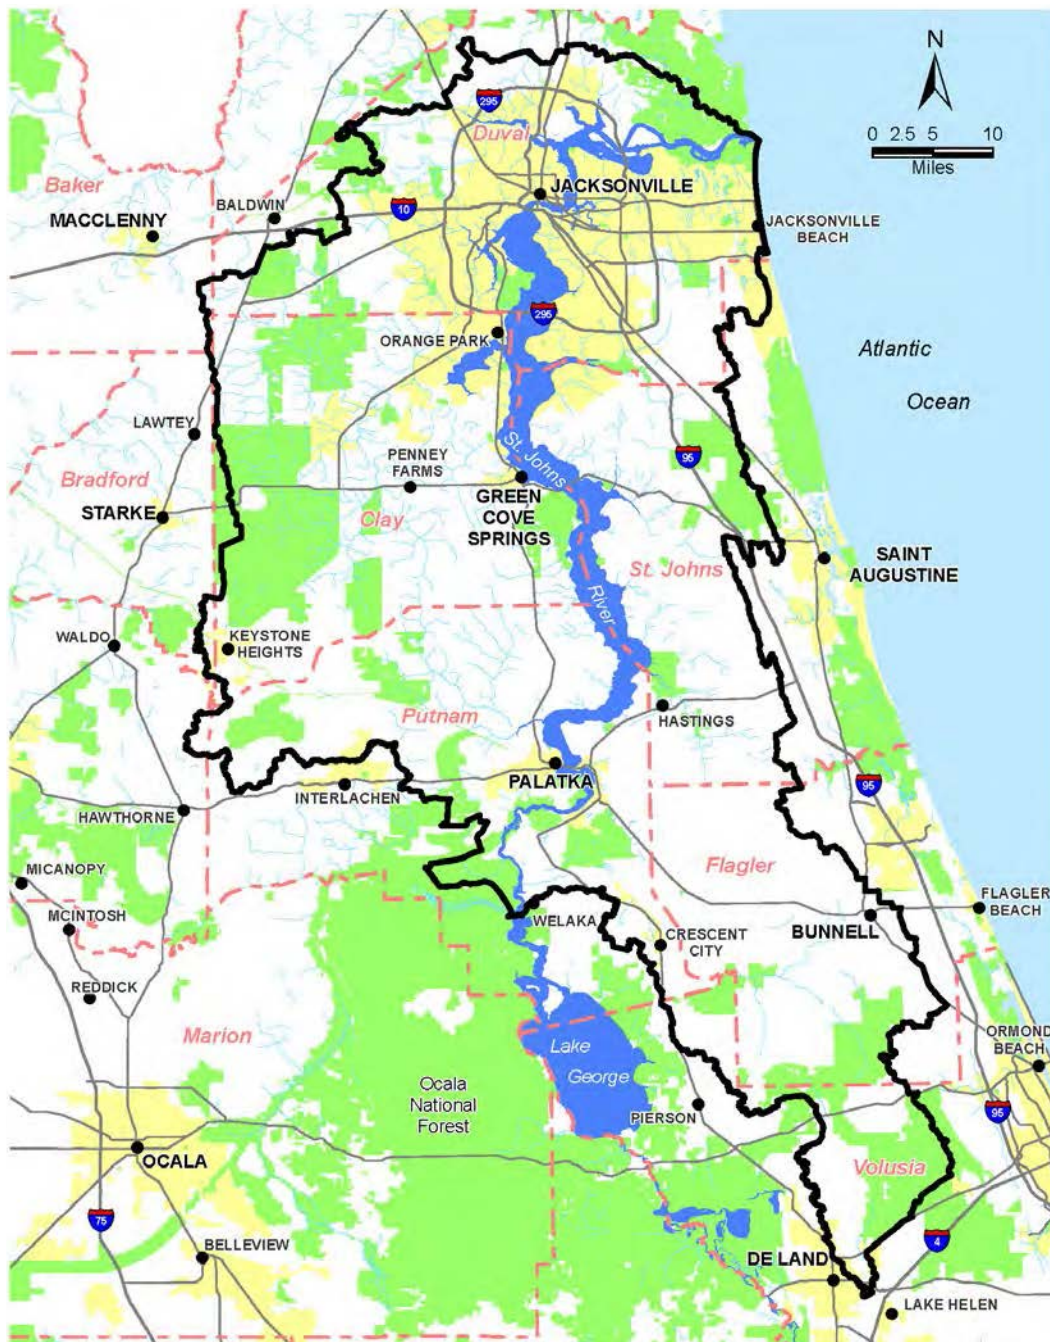 N
295
Duval
0 2.5 5 10
Miles
Baker
JACKSONVILLE
MACCLENNY
BALDWIN
10
JACKSONVILLE
BEACH
295
ORANGE PARK
Atlantic
Ocean
LAWTEY
St. Johns
95
PENNEY
FARMS
Bradford
STARKE
GREEN
COVE
SPRINGS
Clay
SAINT
AUGUSTINE
St. Johns
River
WALDO
KEYSTONE
HEIGHTS
Putnam
HASTINGS
PALATKA
INTERLACHEN
95
HAWTHORNE
MICANOPY
Flagler
FLAGLER
BEACH
MCINTOSH
WELAKA
CRESCENT
CITY
BUNNELL
REDDICK
Marion
Lake
George
ORMOND
BEACH
Ocala
National
Forest
PIERSON
95
OCALA
Volusia
75
BELLEVIEW
4
DE LAND
LAKE HELEN